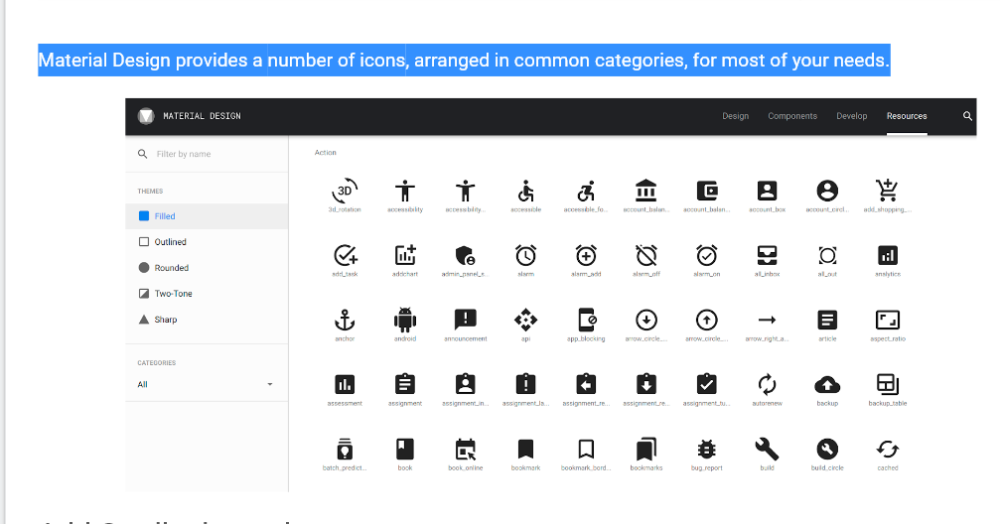 Material Design provides a number of icons, arranged in common categories, for most of your needs.
MATERIAL DESIGN Design Components Develop Resources
Filter by name
THEMES
Filled
Outlined
Rounded
Two-Tone
Sharp
CATEGORIES
All
Action
3D
3d_rotation accessibility accessibility... accessible accessible_fo... account_balan... account_balan... account_box account_circl... add_shopping_...
add_task addchart admin_panel_s... alarm alarm_add alarm_off alarm_on all_inbox all_out analytics
anchor android announcement api app_blocking arrow_circle_... arrow_circle_... arrow_right_a... article aspect_ratio
assessment assignment assignment_in... assignment_la... assignment_re... assignment_re... assignment_tu... autorenew backup backup_table
batch_predict... book book_online bookmark bookmark_bord... bookmarks bug_report build build_circle cached